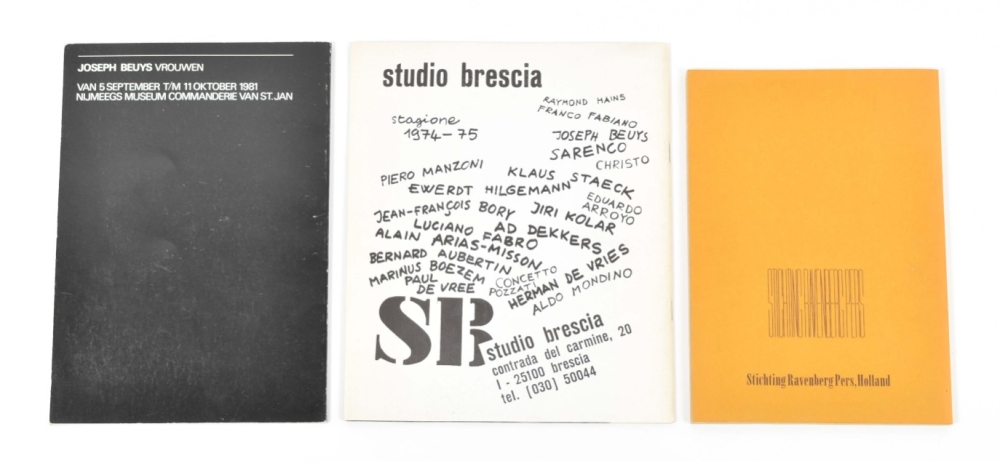 JOSEPH BEUYS VROUWEN
VAN 5 SEPTEMBER T/M 11 OKTOBER 1981
NIJMEEGS MUSEUM COMMANDERIE VAN ST. JAN
studio brescia
stagione
1974-75
RAYMOND HAINS
FRANCO FABIANO
JOSEPH BEUYS
SARENCO
CHRISTO
PIERO MANZONI
KLAUS STAECK
EWERDT HILGEMANN
EDUARDO
ARROYO
JEAN-FRANÇOIS BORY
JIRI KOLAR
LUCIANO FABRO
AD DEKKERS
ALAIN ARIAS-MISSON
BERNARD AUBERTIN
HERMAN DE VRIES
MARINUS BOEZEM
CONCETTO
POZZATI
PAUL
DE VREE
ALDO MONDINO
SB
studio brescia
contrada del carmine, 20
I - 25100 brescia
tel. (030) 50044
STICHTING RAVENBERG PERS
Stichting Ravenberg Pers, Holland